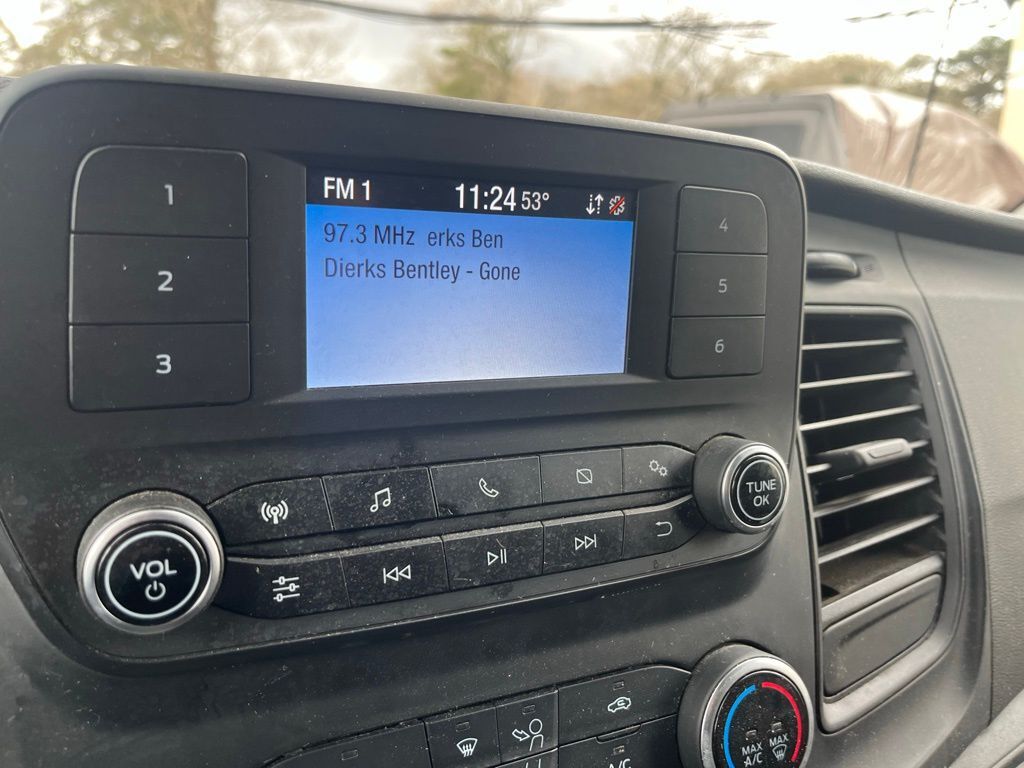 FM 1 11:24 53°
97.3 MHz erks Ben
Dierks Bentley - Gone
1
2
3
4
5
6
VOL
TUNE
OK
A/C
MAX
A/C
MAX